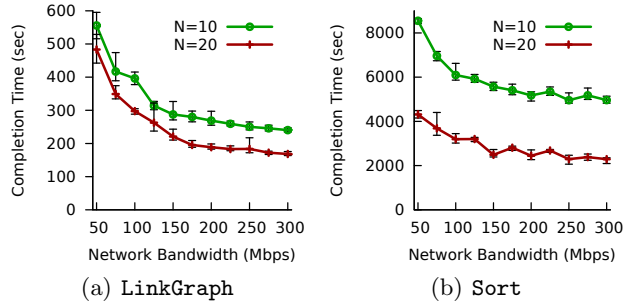 600
500
400
300
200
100
0
Completion Time (sec)
N=10
N=20
50 100 150 200 250 300
Network Bandwidth (Mbps)
(a) LinkGraph
8000
6000
4000
2000
0
Completion Time (sec)
N=10
N=20
50 100 150 200 250 300
Network Bandwidth (Mbps)
(b) Sort